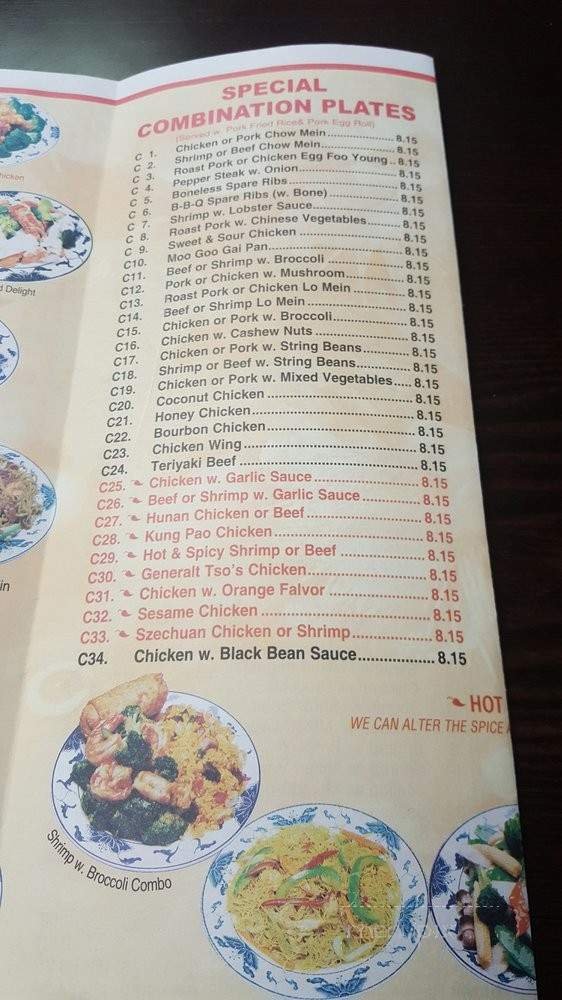 SPECIAL
COMBINATION PLATES
(Served w. Pork Fried Rice& Pork Egg Roll)
C 1. Chicken or Pork Chow Mein 8.15
C 2. Shrimp or Beef Chow Mein 8.15
C 3. Roast Pork or Chicken Egg Foo Young 8.15
C 4. Pepper Steak w. Onion 8.15
C 5. Boneless Spare Ribs 8.15
C 6. B-B-Q Spare Ribs (w. Bone) 8.15
C 7. Shrimp w. Lobster Sauce 8.15
C 8. Roast Pork w. Chinese Vegetables 8.15
C 9. Sweet & Sour Chicken 8.15
C10. Moo Goo Gai Pan 8.15
C11. Beef or Shrimp w. Broccoli 8.15
C12. Pork or Chicken w. Mushroom 8.15
C13. Roast Pork or Chicken Lo Mein 8.15
C14. Beef or Shrimp Lo Mein 8.15
C15. Chicken or Pork w. Broccoli 8.15
C16. Chicken w. Cashew Nuts 8.15
C17. Chicken or Pork w. String Beans 8.15
C18. Shrimp or Beef w. String Beans 8.15
C19. Chicken or Pork w. Mixed Vegetables 8.15
C20. Coconut Chicken 8.15
C21. Honey Chicken 8.15
C22. Bourbon Chicken 8.15
C23. Chicken Wing 8.15
C24. Teriyaki Beef 8.15
C25. Chicken w. Garlic Sauce 8.15
C26. Beef or Shrimp w. Garlic Sauce 8.15
C27. Hunan Chicken or Beef 8.15
C28. Kung Pao Chicken 8.15
C29. Hot & Spicy Shrimp or Beef 8.15
C30. Generalt Tso's Chicken 8.15
C31. Chicken w. Orange Falvor 8.15
C32. Sesame Chicken 8.15
C33. Szechuan Chicken or Shrimp 8.15
C34. Chicken w. Black Bean Sauce 8.15
HOT
WE CAN ALTER THE SPICE
Shrimp w. Broccoli Combo
Delight